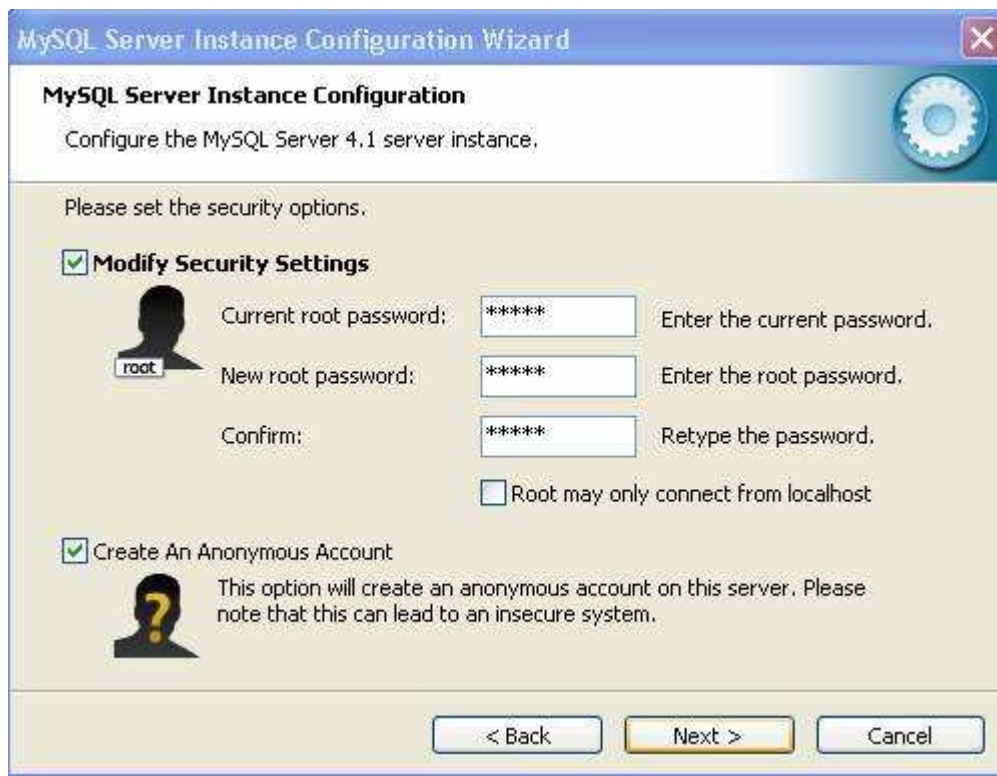 MySQL Server Instance Configuration Wizard
MySQL Server Instance Configuration
Configure the MySQL Server 4.1 server instance.
Please set the security options.
Modify Security Settings
root
Current root password: ***** Enter the current password.
New root password: ***** Enter the root password.
Confirm: ***** Retype the password.
Root may only connect from localhost
Create An Anonymous Account
?
This option will create an anonymous account on this server. Please
note that this can lead to an insecure system.
< Back Next > Cancel